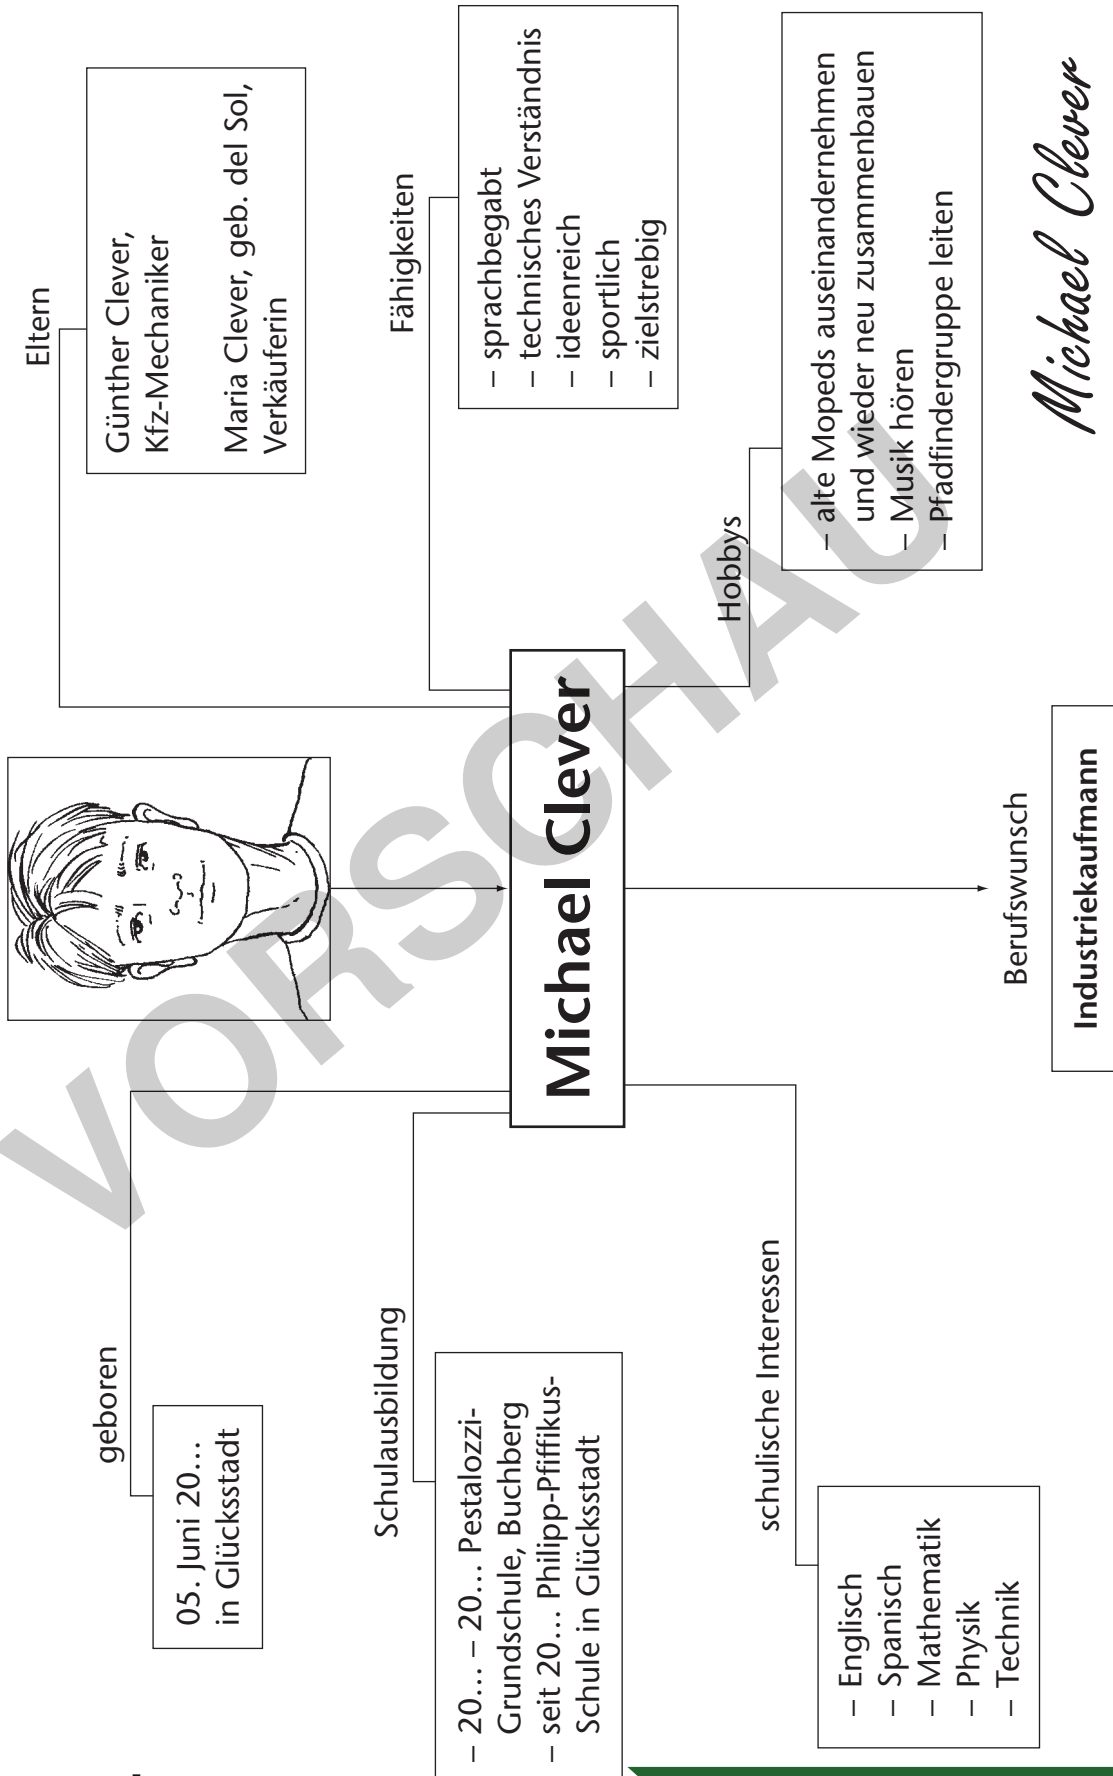 geboren
05. Juni 20…
in Glücksstadt
Schulausbildung
– 20… – 20… Pestalozzi-
Grundschule, Buchberg
– seit 20… Philipp-Pfiffikus-
Schule in Glücksstadt
schulische Interessen
– Englisch
– Spanisch
– Mathematik
– Physik
– Technik
Michael Clever
Berufswunsch
Industriekaufmann
Eltern
Günther Clever,
Kfz-Mechaniker
Maria Clever, geb. del Sol,
Verkäuferin
Fähigkeiten
– sprachbegabt
– technisches Verständnis
– ideenreich
– sportlich
– zielstrebig
Hobbys
– alte Mopeds auseinandernehmen
und wieder neu zusammenbauen
– Musik hören
– Pfadfindergruppe leiten
Michael Clever
VORSCHAU